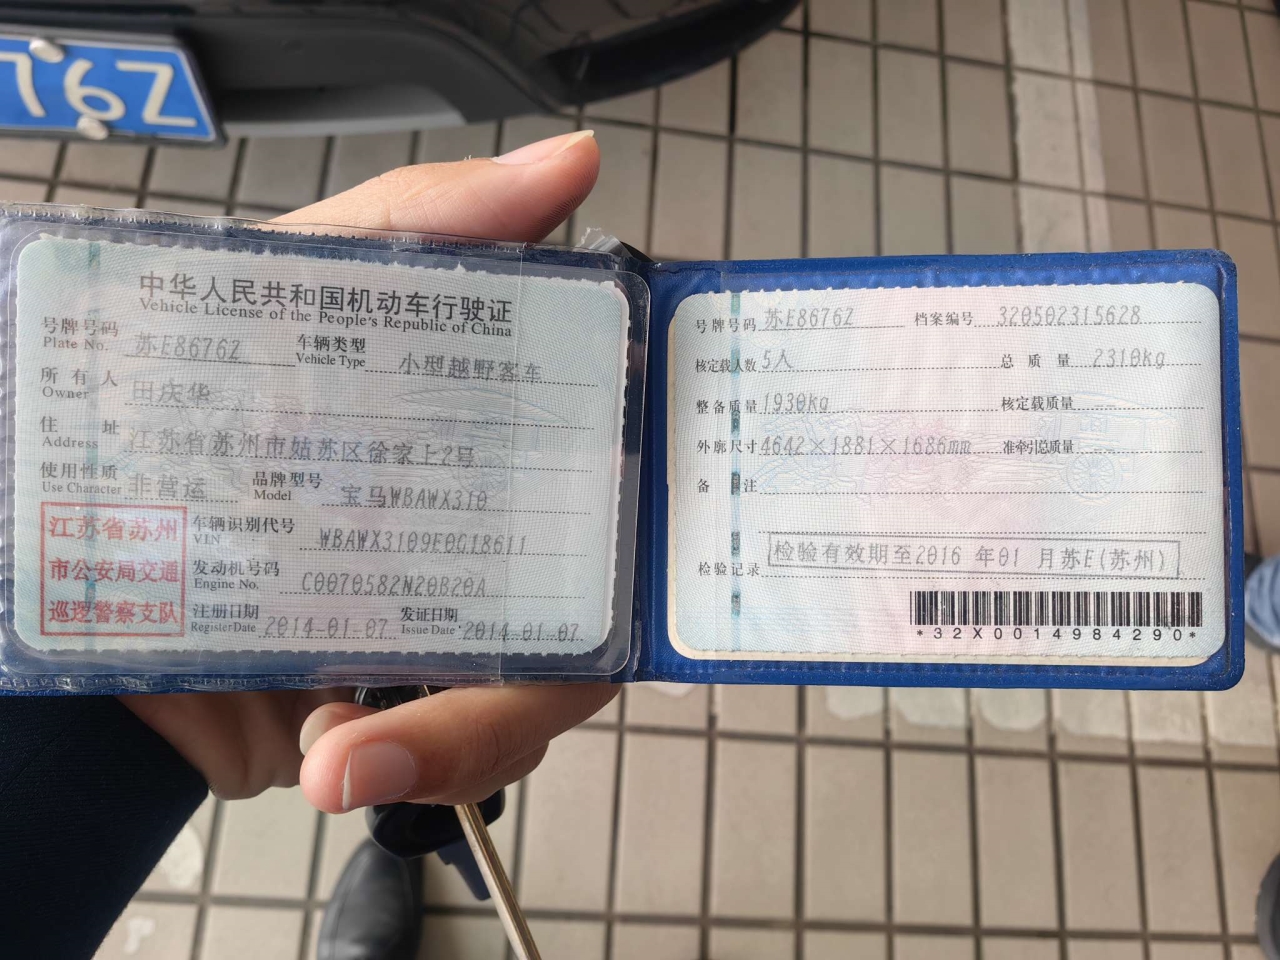 76Z
中华人民共和国机动车行驶证
Vehicle License of the People's Republic of China
号牌号码 苏E8676Z 车辆类型 小型越野客车
Plate No. Vehicle Type
所有人 田庆华
Owner
住址 江苏省苏州市姑苏区徐家上2号
Address
使用性质 非营运 品牌型号 宝马WBAWX310
Use Character Model
江苏省苏州
市公安局交通
巡逻警察支队
车辆识别代号 WBAWX3109E0G18611
VIN
发动机号码 C0070582N20B20A
Engine No.
注册日期 2014-01-07 发证日期 2014-01-07
Register Date Issue Date
号牌号码 苏E8676Z 档案编号 320502315628
核定载人数 5人 总质量 2310kg
整备质量 1930kg 核定载质量
外廓尺寸 4642×1881×1686mm 准牵引总质量
备注
检验记录 检验有效期至2016 年01 月苏E(苏州)
*32X0014984290*